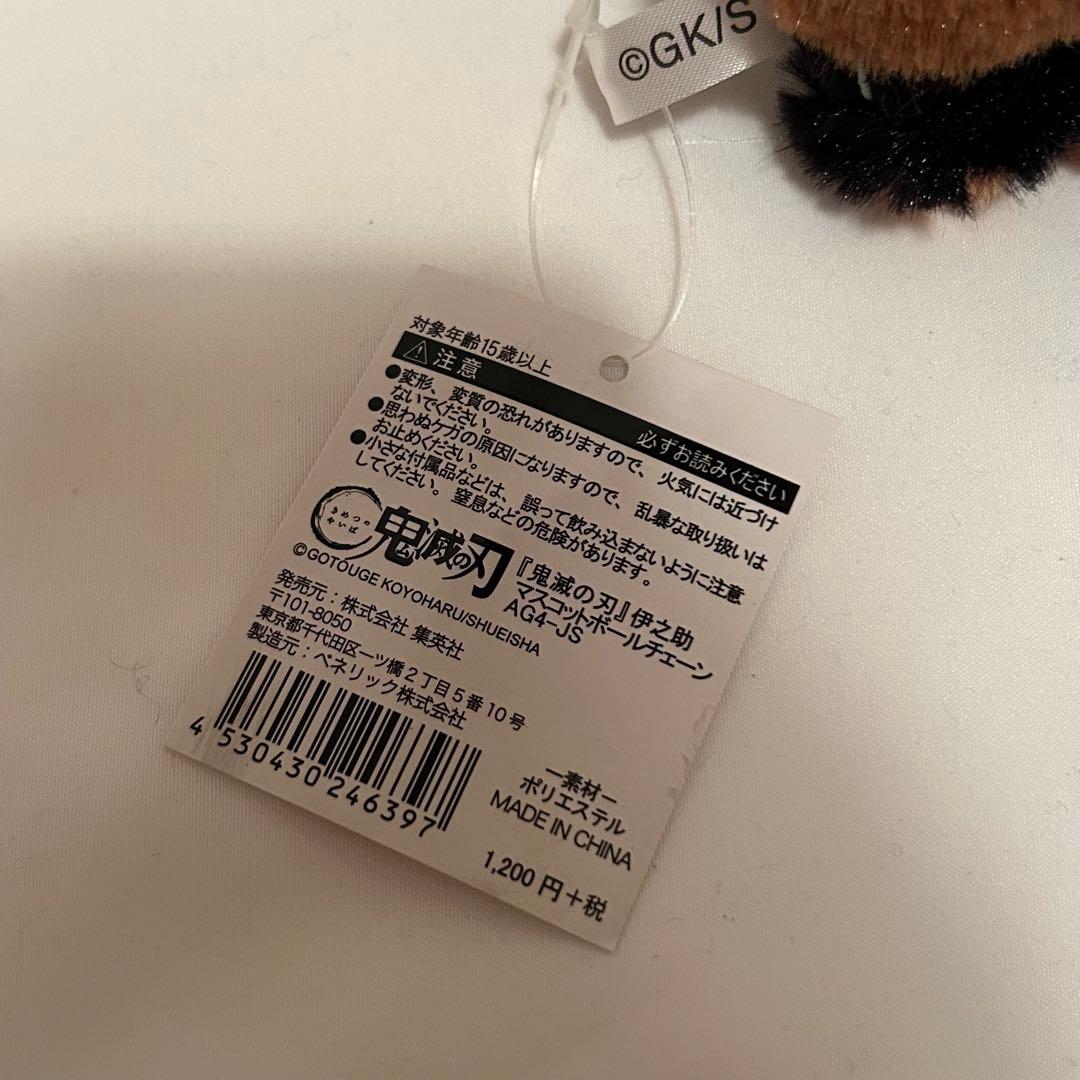 ©GK/S
対象年齢15歳以上
注意 必ずお読みください
●変形、変質の恐れがありますので、火気には近づけ
ないでください。
●思わぬケガの原因になりますので、乱暴な取り扱いは
お止めください。
●小さな付属品などは、誤って飲み込まないように注意
してください。窒息などの危険があります。
きめつの
やいば
鬼滅の刃
©GOTOUGE KOYOHARU/SHUEISHA
『鬼滅の刃』伊之助
マスコットボールチェーン
AG4-JS
発売元:株式会社 集英社
〒101-8050
東京都千代田区一ツ橋2丁目5番10号
製造元:ベネリック株式会社
4 530430 246397
ー素材ー
ポリエステル
MADE IN CHINA
1,200円+税